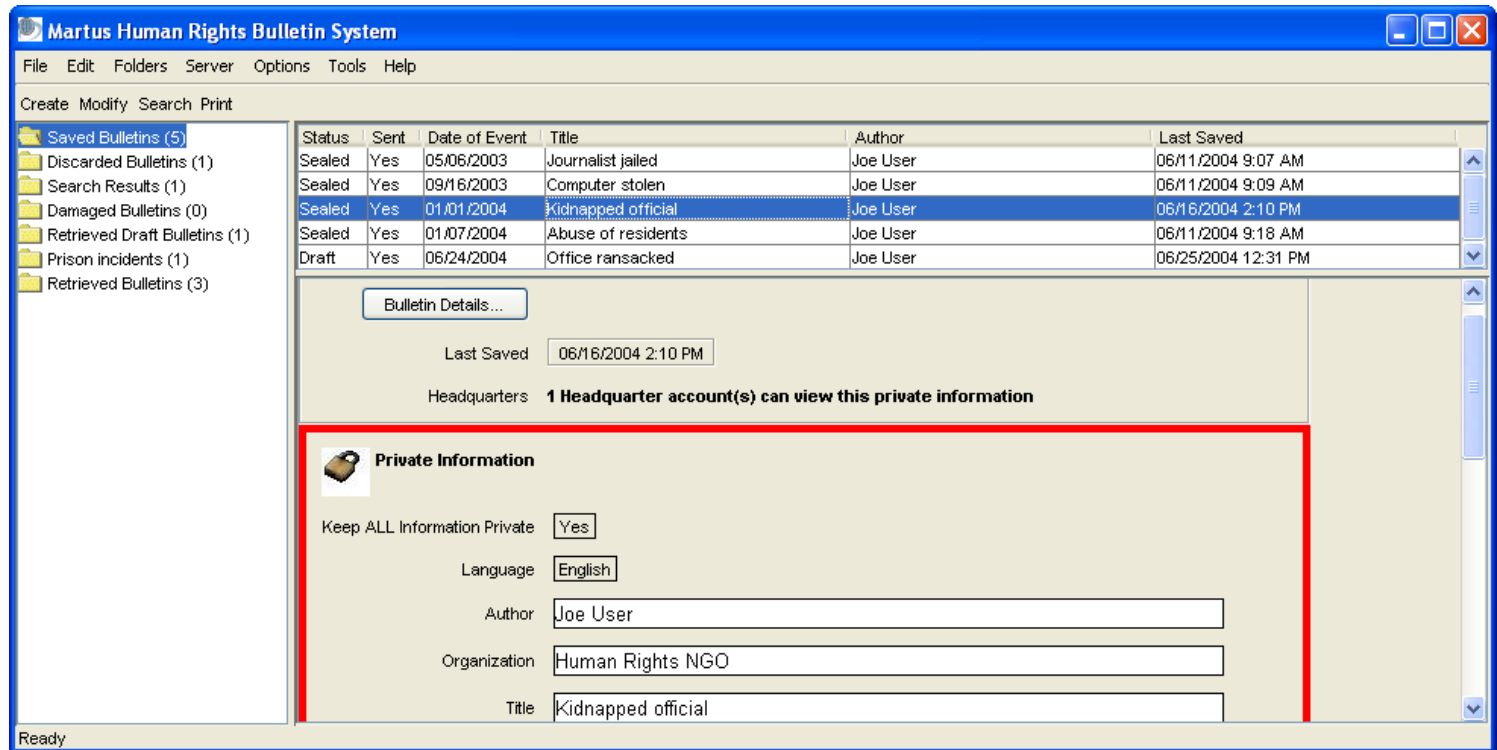 Martus Human Rights Bulletin System
File Edit Folders Server Options Tools Help
Create Modify Search Print
Saved Bulletins (5)
Discarded Bulletins (1)
Search Results (1)
Damaged Bulletins (0)
Retrieved Draft Bulletins (1)
Prison incidents (1)
Retrieved Bulletins (3)
Status Sent Date of Event Title Author Last Saved
Sealed Yes 05/06/2003 Journalist jailed Joe User 06/11/2004 9:07 AM
Sealed Yes 09/16/2003 Computer stolen Joe User 06/11/2004 9:09 AM
Sealed Yes 01/01/2004 Kidnapped official Joe User 06/16/2004 2:10 PM
Sealed Yes 01/07/2004 Abuse of residents Joe User 06/11/2004 9:18 AM
Draft Yes 06/24/2004 Office ransacked Joe User 06/25/2004 12:31 PM
Bulletin Details...
Last Saved 06/16/2004 2:10 PM
Headquarters 1 Headquarter account(s) can view this private information
Private Information
Keep ALL Information Private Yes
Language English
Author Joe User
Organization Human Rights NGO
Title Kidnapped official
Ready